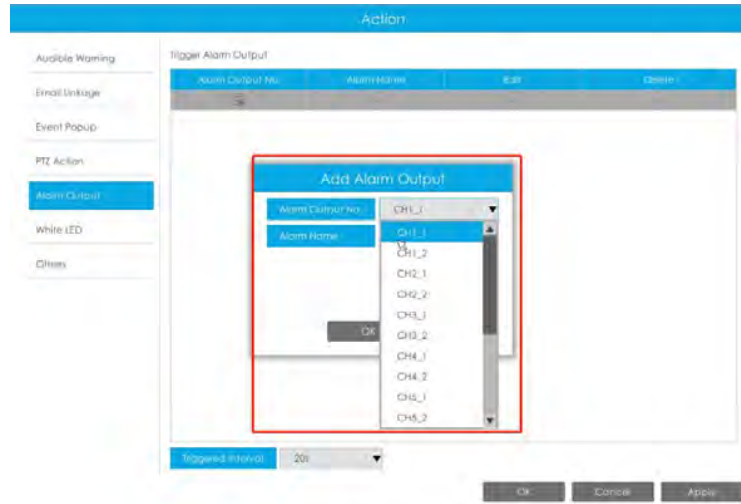 Action
Audible Warning
Email Linkage
Event Popup
PTZ Action
Alarm Output
White LED
Others
Trigger Alarm Output
Alarm Output No. Alarm Name Edit Delete
Add Alarm Output
Alarm Output No. CH1_1
Alarm Name
CH1_1
CH1_2
CH2_1
CH2_2
CH3_1
CH3_2
CH4_1
CH4_2
CH5_1
CH5_2
OK
Triggered Interval 20s
OK Cancel Apply